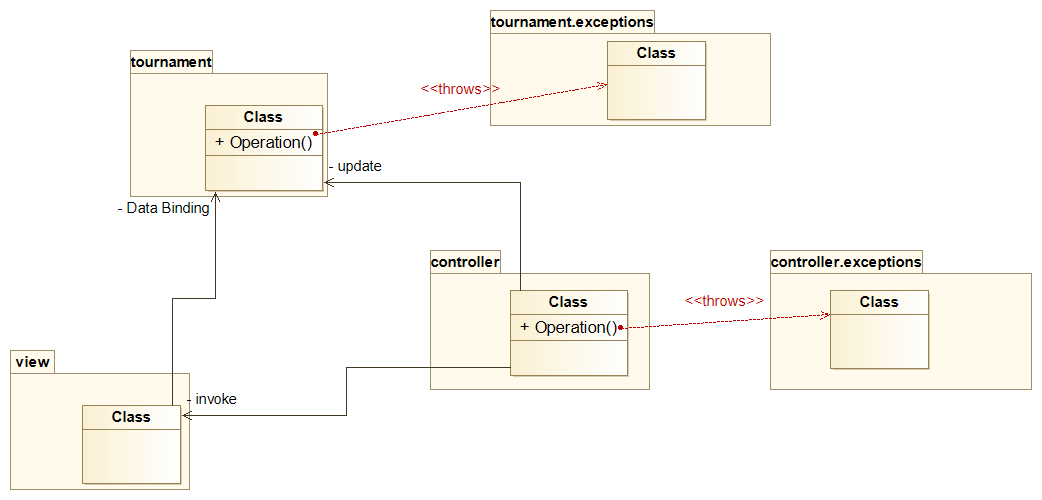 tournament.exceptions
Class
tournament
<<throws>>
Class
+ Operation()
- update
- Data Binding
controller
controller.exceptions
Class
<<throws>>
Class
+ Operation()
view
- invoke
Class